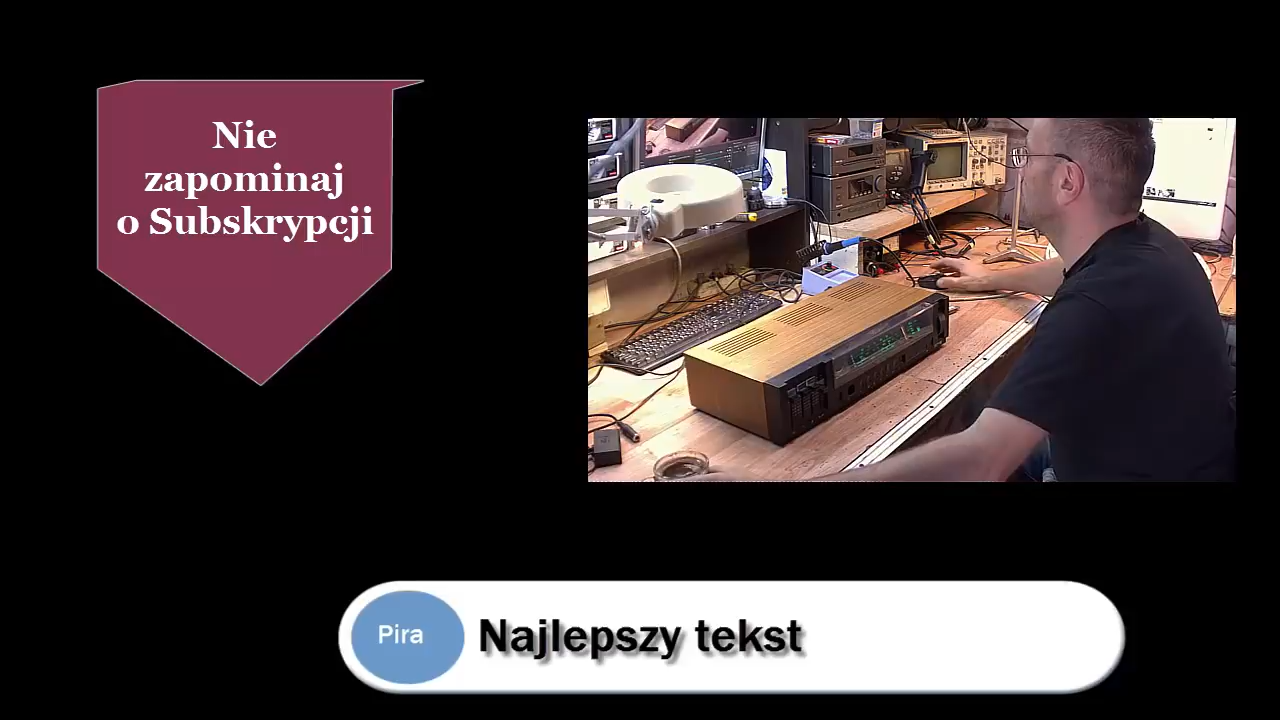 Nie
zapominaj
o Subskrypcji
Pira
Najlepszy tekst